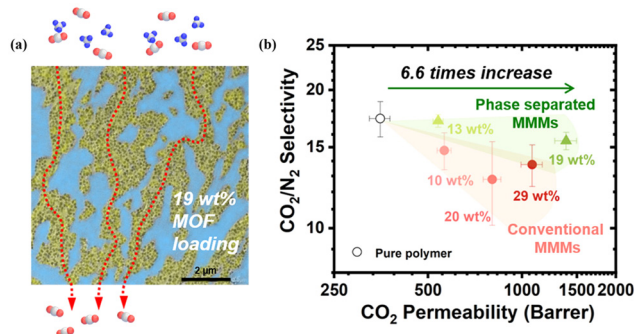 (a)
19 wt%
MOF
loading
2 µm
(b)
CO₂/N₂ Selectivity
25
20
15
10
6.6 times increase
Phase separated
MMMs
13 wt%
19 wt%
10 wt%
29 wt%
20 wt%
Conventional
MMMs
Pure polymer
250
500
1000
1500
2000
CO₂ Permeability (Barrer)